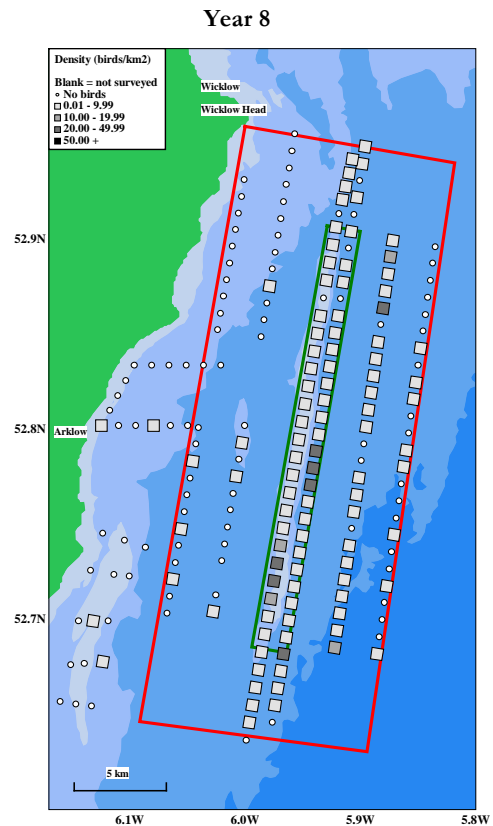 Year 8
Density (birds/km2)
Blank = not surveyed
No birds
0.01 - 9.99
10.00 - 19.99
20.00 - 49.99
50.00 +
Wicklow
Wicklow Head
52.9N
52.8N
Arklow
52.7N
5 km
6.1W
6.0W
5.9W
5.8W